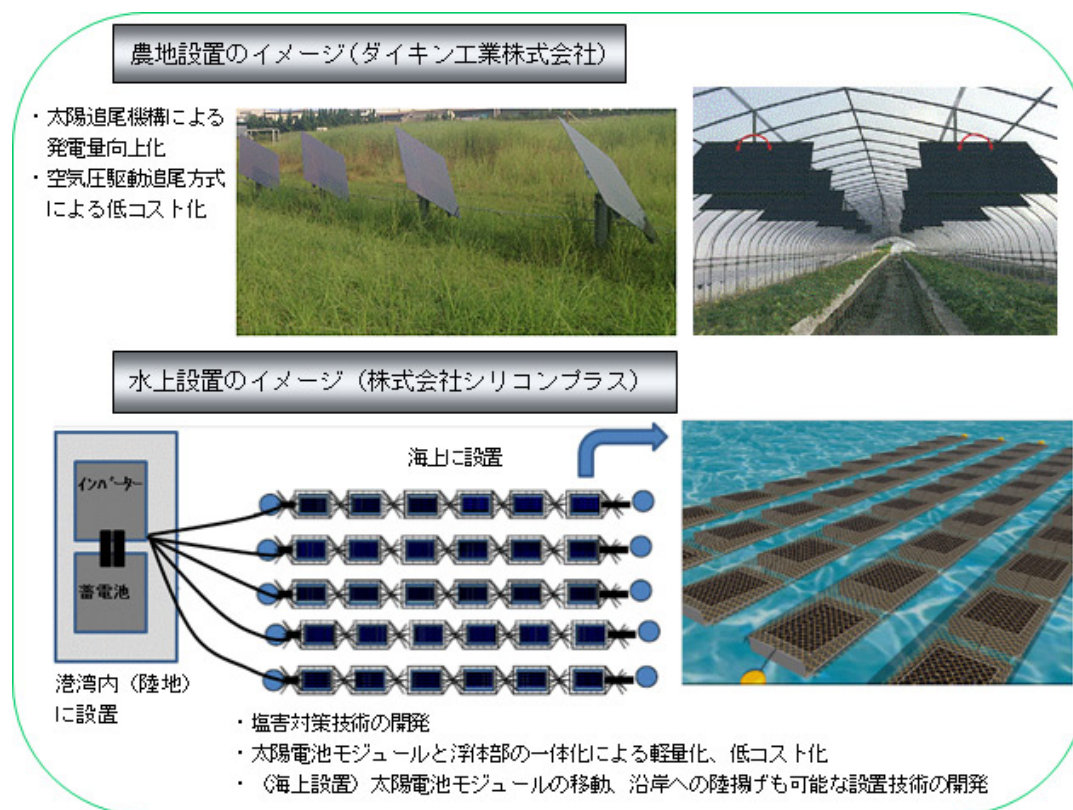 農地設置のイメージ(ダイキン工業株式会社)
・太陽追尾機構による
発電量向上化
・空気圧駆動追尾方式
による低コスト化
水上設置のイメージ（株式会社シリコンプラス）
海上に設置
インバーター
蓄電池
港湾内（陸地）
に設置
・塩害対策技術の開発
・太陽電池モジュールと浮体部の一体化による軽量化、低コスト化
・（海上設置）太陽電池モジュールの移動、沿岸への陸揚げも可能な設置技術の開発